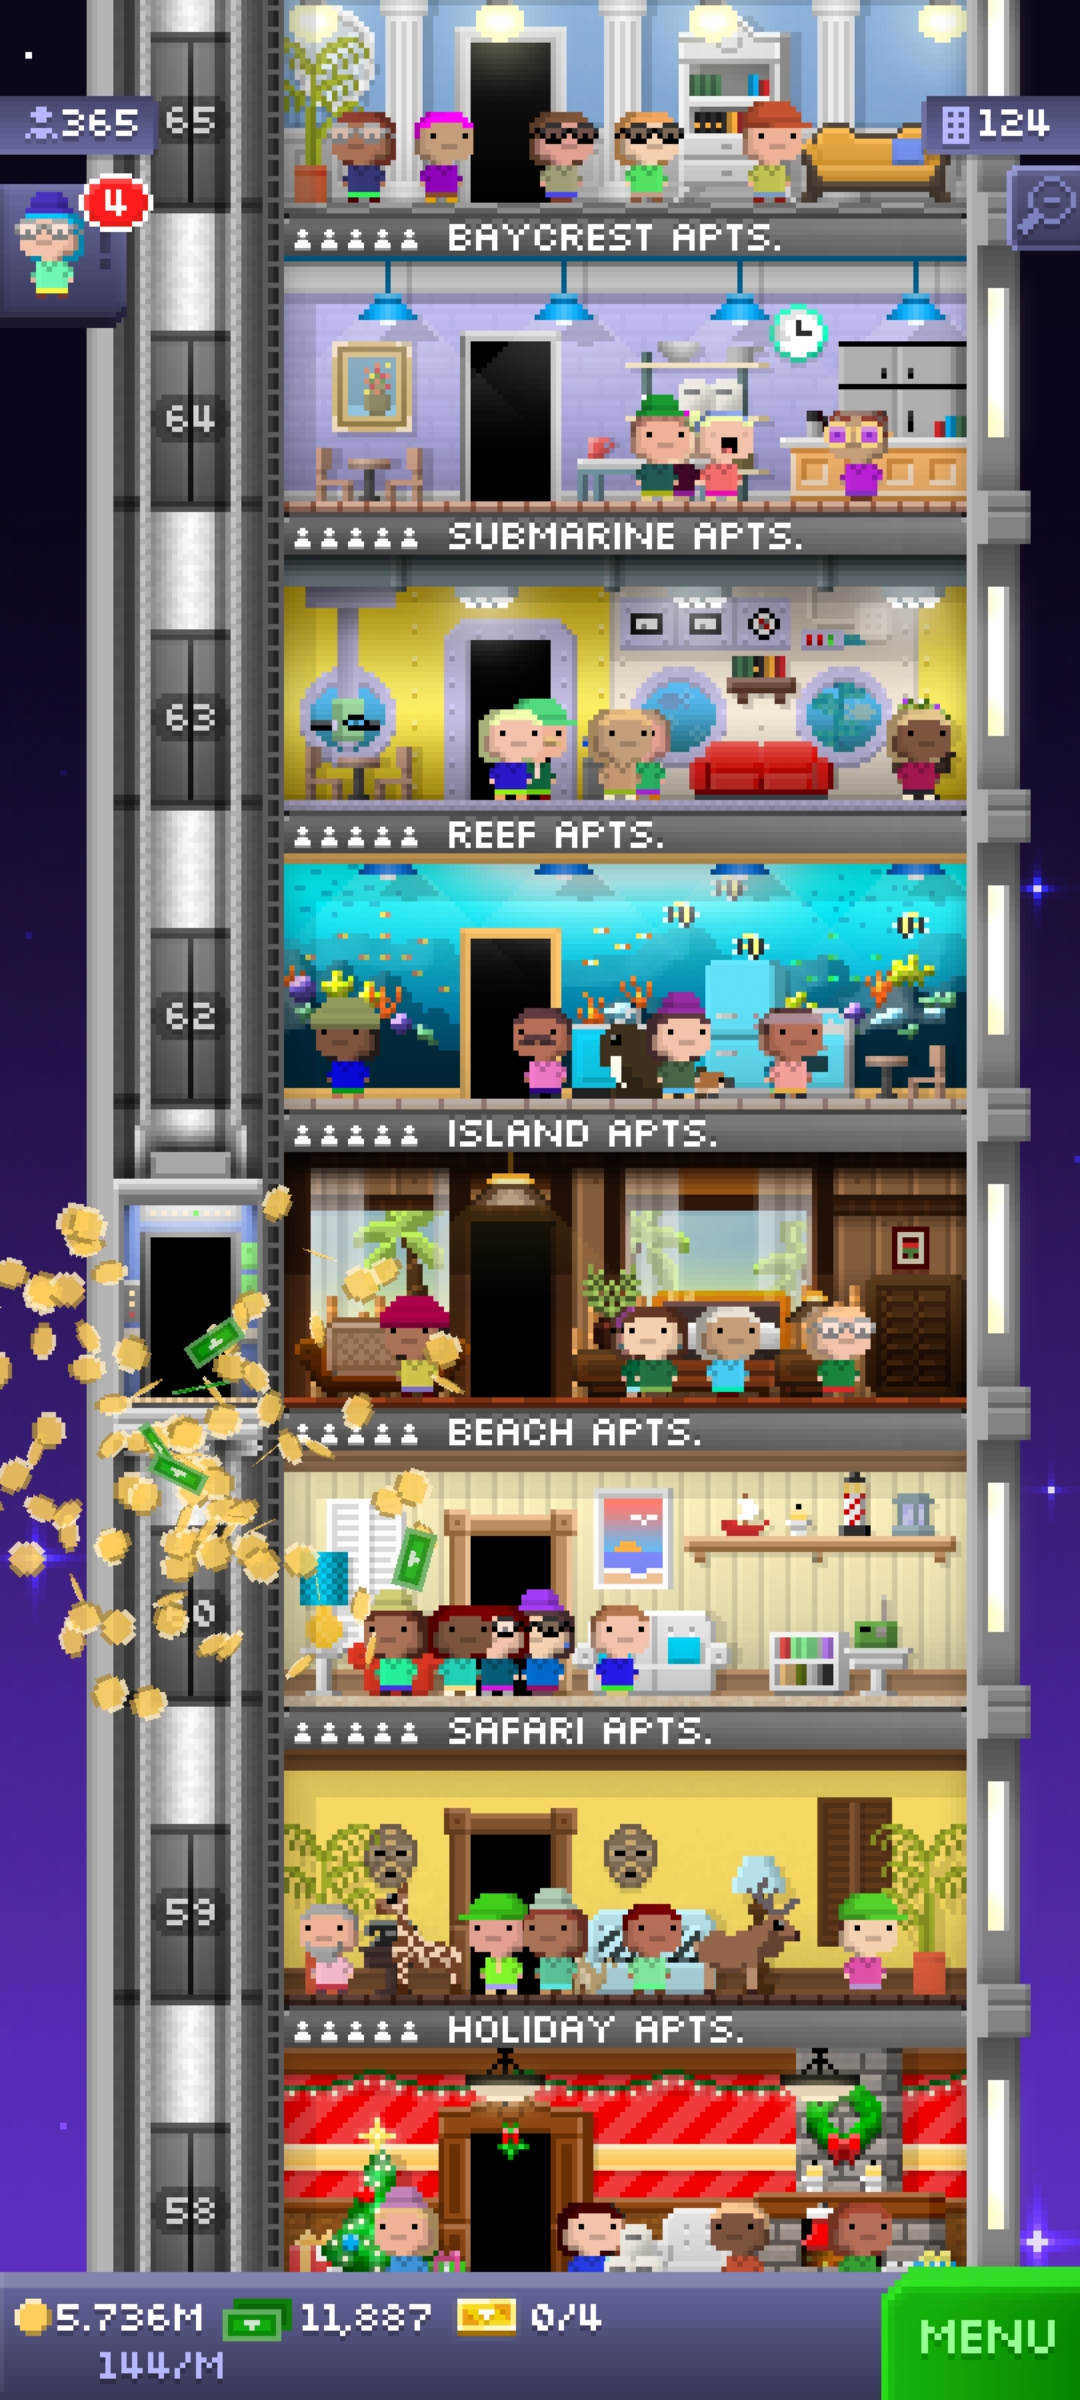 65
365
124
4
BAYCREST APTS.
64
SUBMARINE APTS.
63
REEF APTS.
62
ISLAND APTS.
BEACH APTS.
0
SAFARI APTS.
59
HOLIDAY APTS.
58
5.736M 11,887 0/4
144/M
MENU